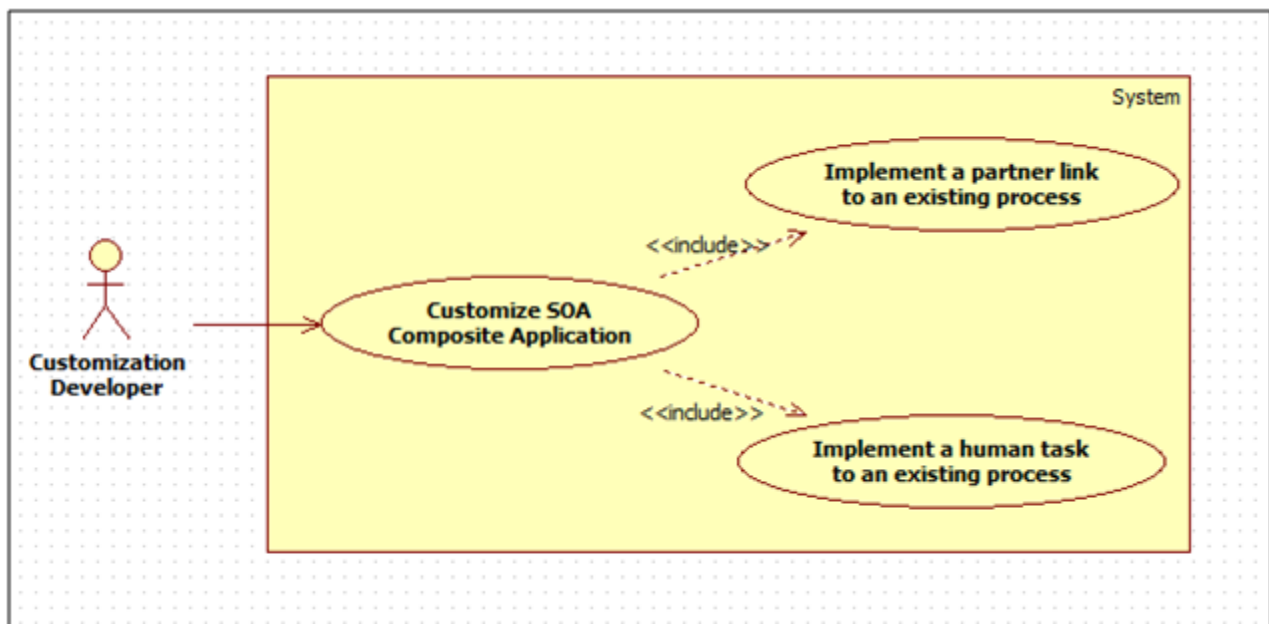 System
Implement a partner link
to an existing process
<<include>>
Customize SOA
Composite Application
Customization
Developer
<<include>>
Implement a human task
to an existing process